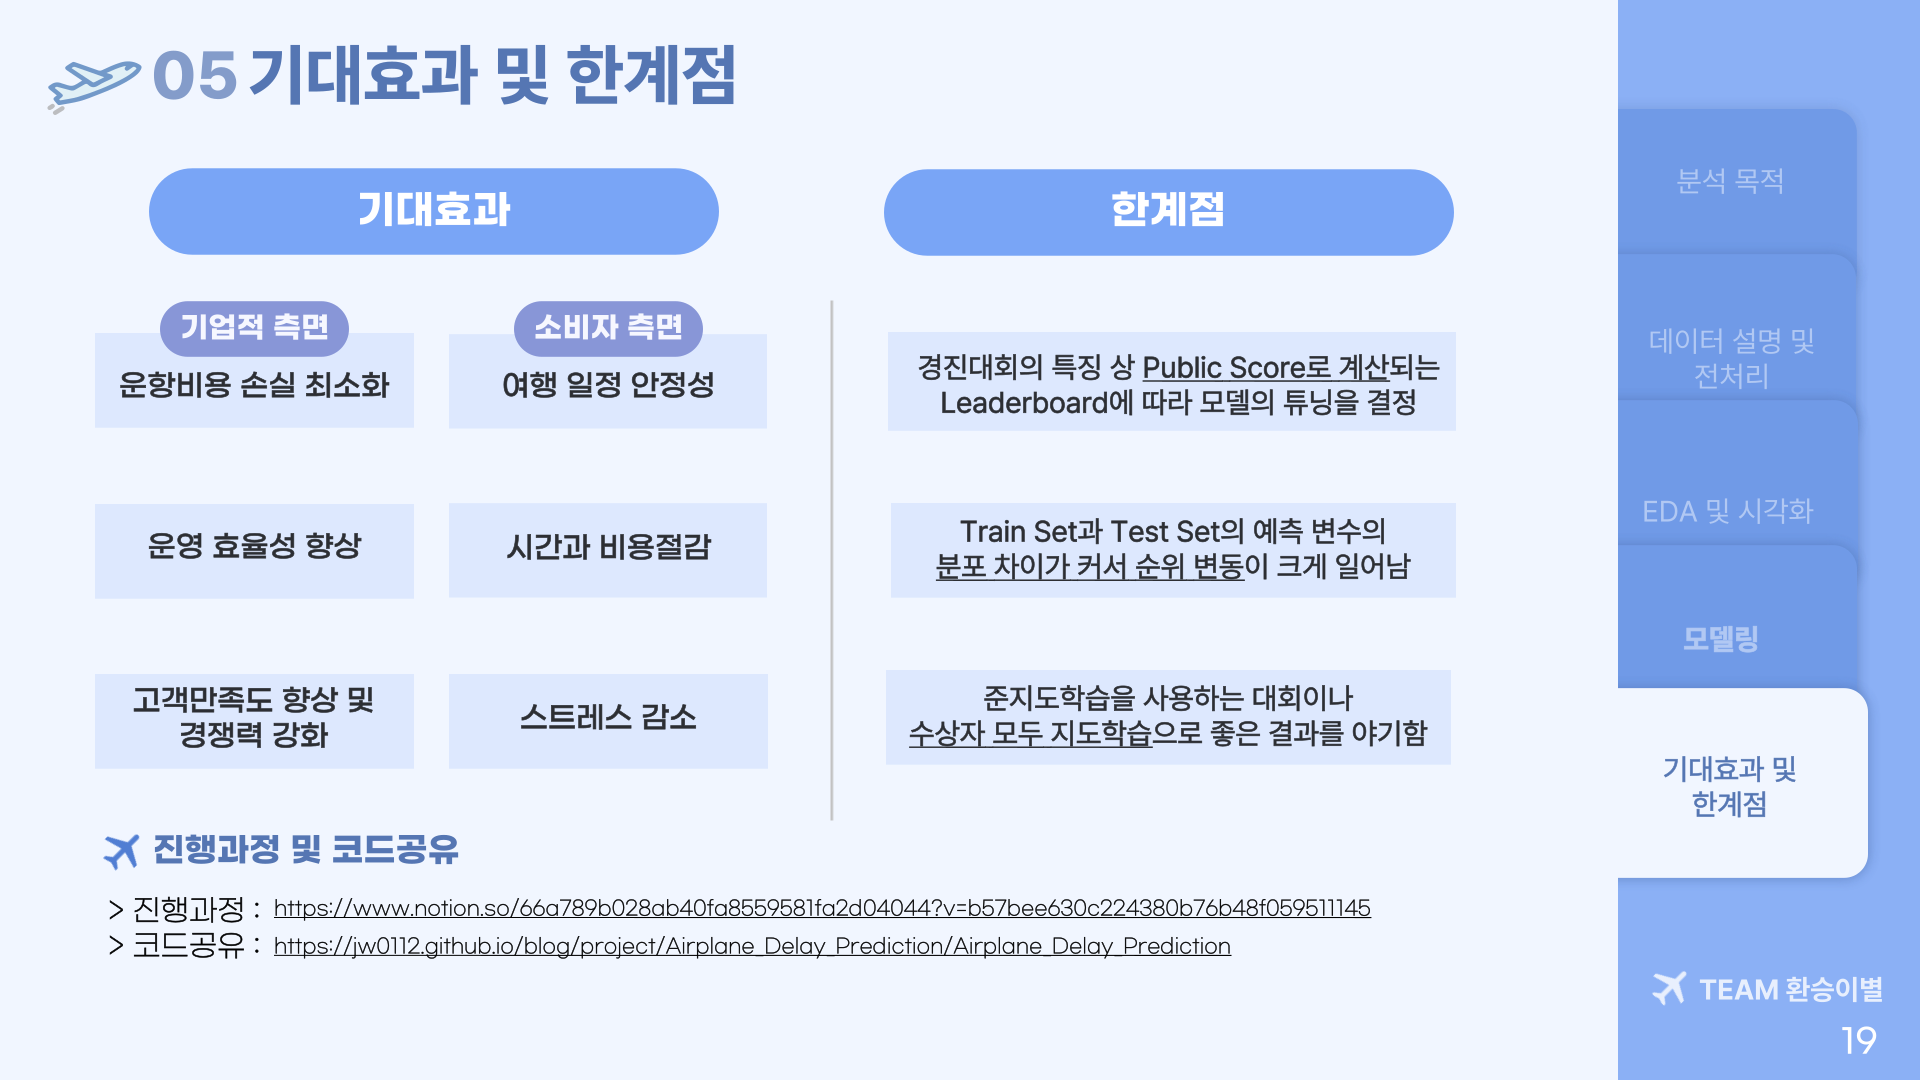 05 기대효과 및 한계점
기대효과
기업적 측면
운항비용 손실 최소화
운영 효율성 향상
고객만족도 향상 및
경쟁력 강화
소비자 측면
여행 일정 안정성
시간과 비용절감
스트레스 감소
한계점
경진대회의 특징 상 Public Score로 계산되는
Leaderboard에 따라 모델의 튜닝을 결정
Train Set과 Test Set의 예측 변수의
분포 차이가 커서 순위 변동이 크게 일어남
준지도학습을 사용하는 대회이나
수상자 모두 지도학습으로 좋은 결과를 야기함
진행과정 및 코드공유
> 진행과정 : https://www.notion.so/66a789b028ab40fa8559581fa2d04044?v=b57bee630c224380b76b48f059511145
> 코드공유 : https://jw0112.github.io/blog/project/Airplane_Delay_Prediction/Airplane_Delay_Prediction
분석 목적
데이터 설명 및
전처리
EDA 및 시각화
모델링
기대효과 및
한계점
TEAM 환승이별
19